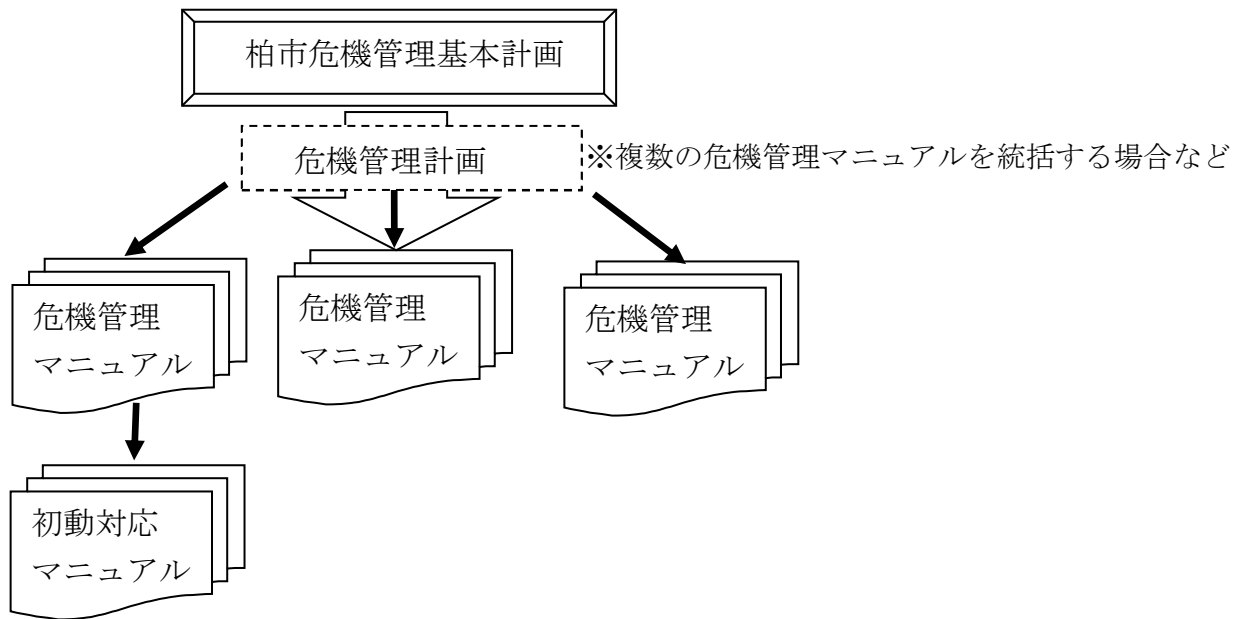 柏市危機管理基本計画
危機管理計画
※複数の危機管理マニュアルを統括する場合など
危機管理
マニュアル
危機管理
マニュアル
危機管理
マニュアル
初動対応
マニュアル